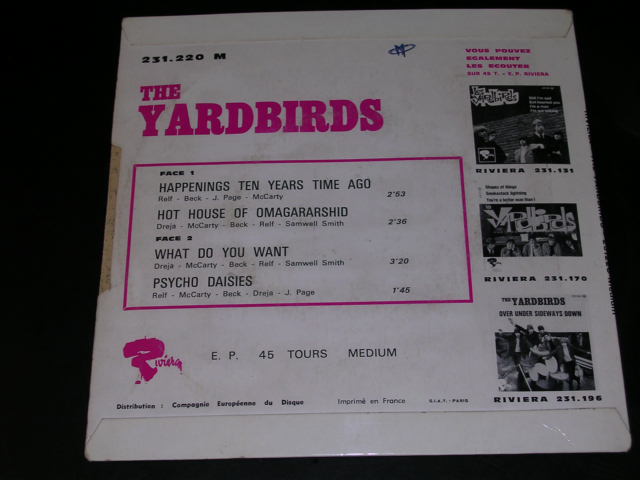 231.220 M
THE
YARDBIRDS
FACE 1
HAPPENINGS TEN YEARS TIME AGO
Relf - Beck - J. Page - McCarty 2'53
HOT HOUSE OF OMAGARARSHID
Dreja - McCarty - Beck - Relf - Samwell Smith 2'36
FACE 2
WHAT DO YOU WANT
Dreja - McCarty - Beck - Relf - Samwell Smith 3'20
PSYCHO DAISIES
Relf - McCarty - Beck - Dreja - J. Page 1'45
Riviera
E. P. 45 TOURS MEDIUM
Distribution : Compagnie Européenne du Disque Imprimé en France G.I.A.T. - PARIS
VOUS POUVEZ
EGALEMENT
LES ECOUTER
SUR 45 T. - E. P. RIVIERA
Yardbirds
RIVIERA 231.131
Shapes of things
Smokestack lightning
You're a better man than I
Yardbirds
RIVIERA 231.170
THE YARDBIRDS
OVER UNDER SIDEWAYS DOWN
RIVIERA 231.196